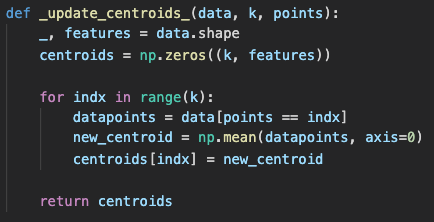 def _update_centroids_(data, k, points):
    _, features = data.shape
    centroids = np.zeros((k, features))

    for indx in range(k):
        datapoints = data[points == indx]
        new_centroid = np.mean(datapoints, axis=0)
        centroids[indx] = new_centroid

    return centroids